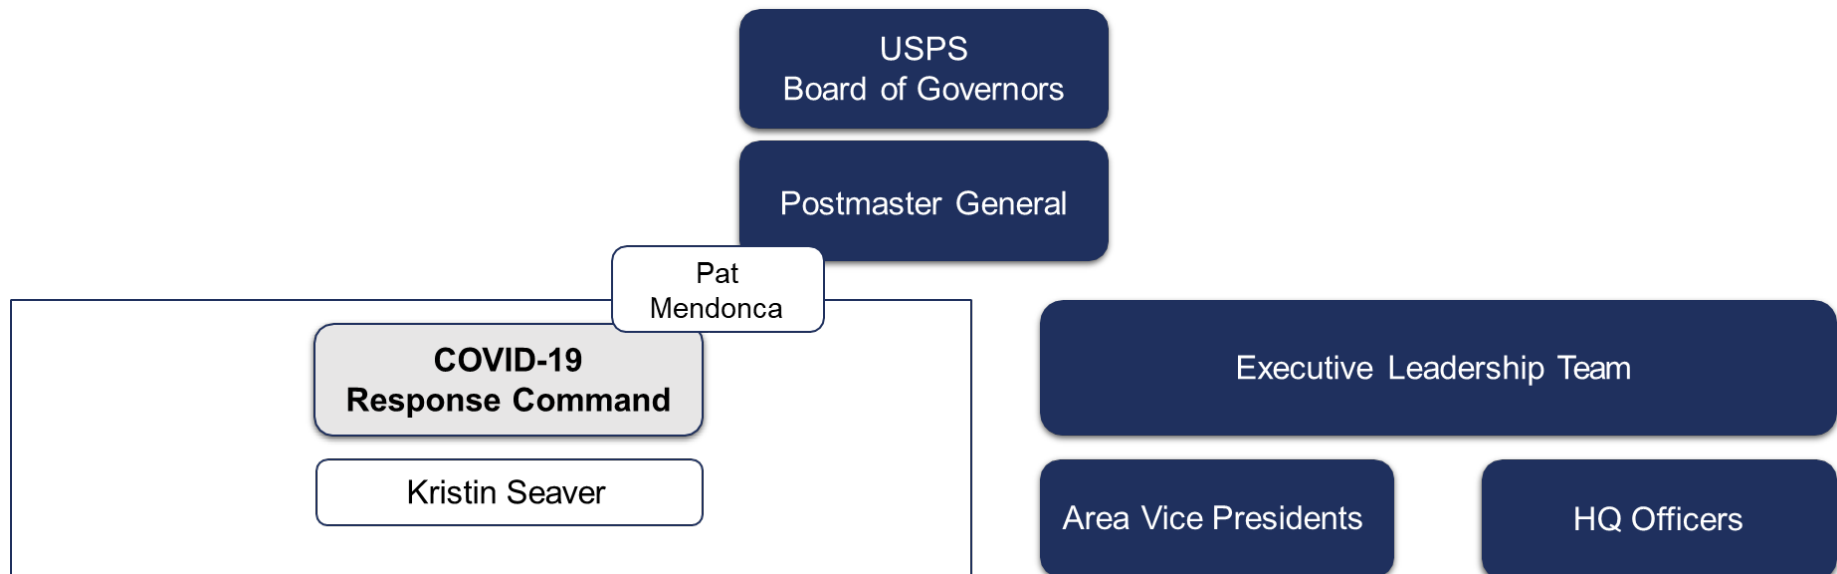 USPS
Board of Governors
Postmaster General
Pat
Mendonca
COVID-19
Response Command
Kristin Seaver
Executive Leadership Team
Area Vice Presidents
HQ Officers